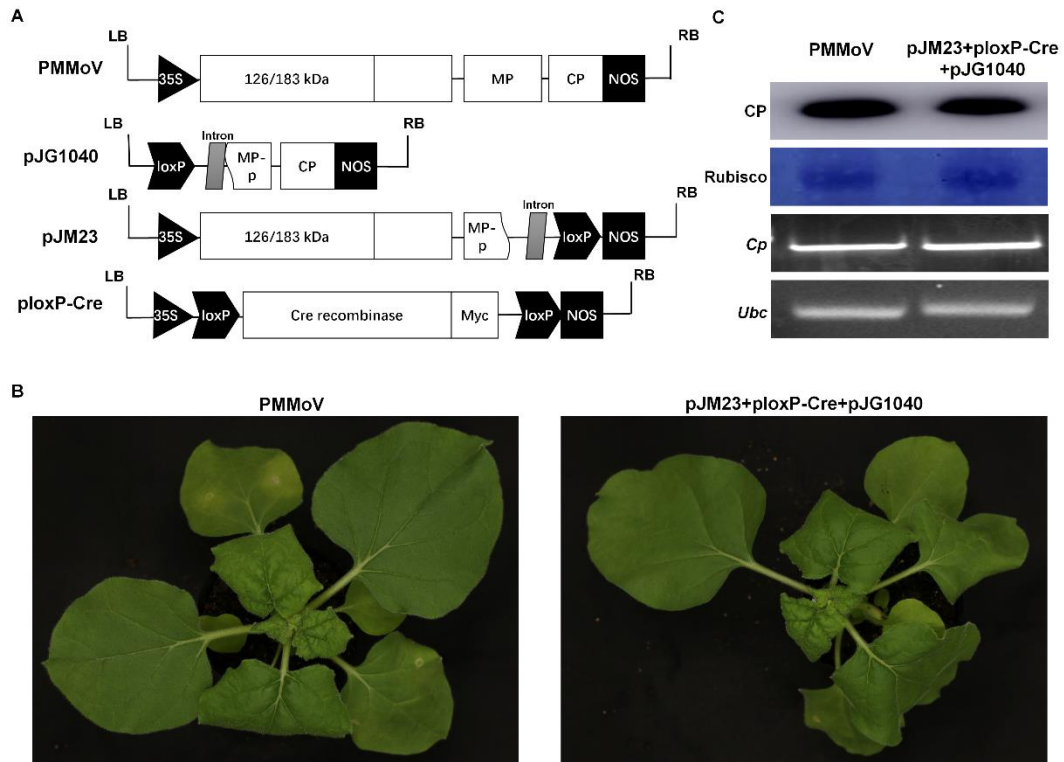 A
LB
RB
PMMoV
35S
126/183 kDa
MP
CP
NOS
LB
RB
pJG1040
loxP
Intron
MP-
p
CP
NOS
LB
RB
pJM23
35S
126/183 kDa
MP-
p
Intron
loxP
NOS
LB
RB
ploxP-Cre
35S
loxP
Cre recombinase
Myc
loxP
NOS
C
PMMoV
pJM23+ploxP-Cre
+pJG1040
CP
Rubisco
Cp
Ubc
B
PMMoV
pJM23+ploxP-Cre+pJG1040